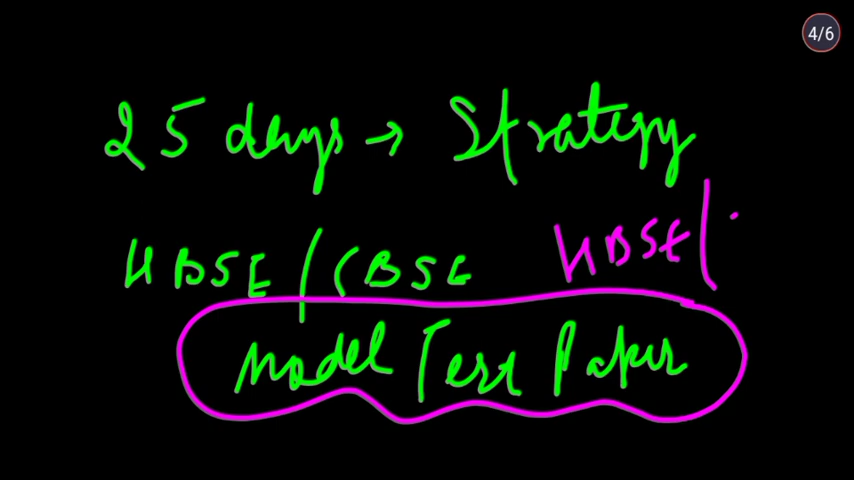 4/6
25 days → Strategy
HBSE / CBSE HBSE |
Model Test Paper